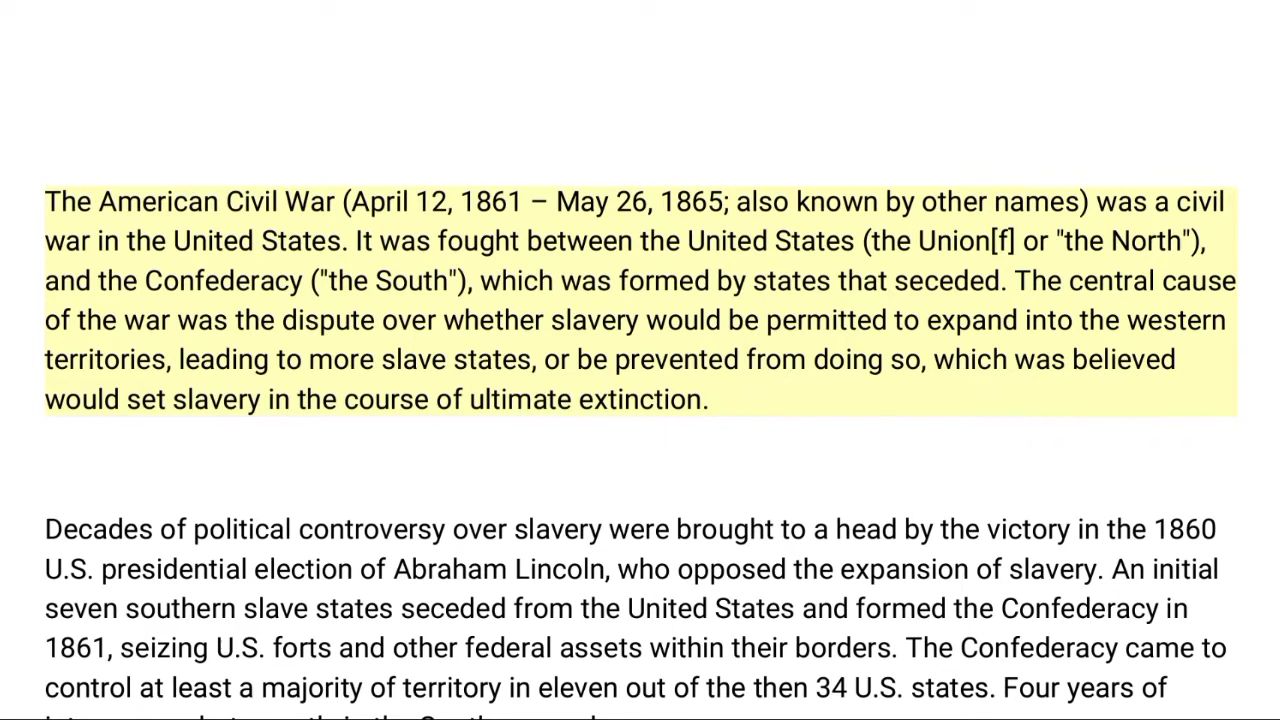 The American Civil War (April 12, 1861 – May 26, 1865; also known by other names) was a civil
war in the United States. It was fought between the United States (the Union[f] or "the North"),
and the Confederacy ("the South"), which was formed by states that seceded. The central cause
of the war was the dispute over whether slavery would be permitted to expand into the western
territories, leading to more slave states, or be prevented from doing so, which was believed
would set slavery in the course of ultimate extinction.
Decades of political controversy over slavery were brought to a head by the victory in the 1860
U.S. presidential election of Abraham Lincoln, who opposed the expansion of slavery. An initial
seven southern slave states seceded from the United States and formed the Confederacy in
1861, seizing U.S. forts and other federal assets within their borders. The Confederacy came to
control at least a majority of territory in eleven out of the then 34 U.S. states. Four years of